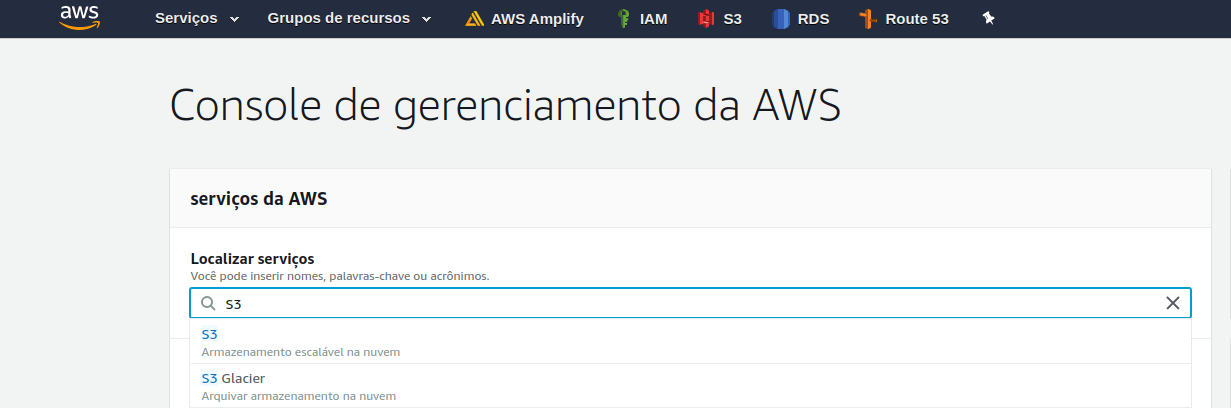 aws Serviços Grupos de recursos AWS Amplify IAM S3 RDS Route 53
Console de gerenciamento da AWS
serviços da AWS
Localizar serviços
Você pode inserir nomes, palavras-chave ou acrônimos.
S3
S3
Armazenamento escalável na nuvem
S3 Glacier
Arquivar armazenamento na nuvem